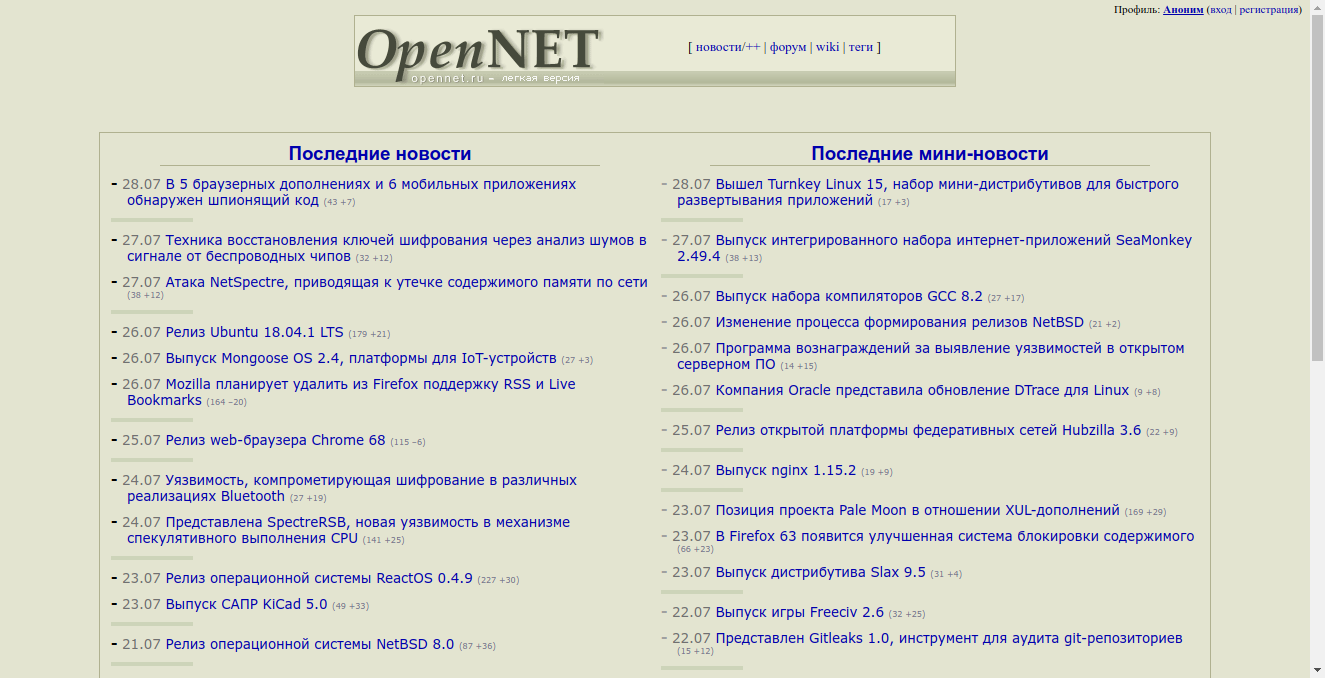 Профиль: Аноним (вход | регистрация)
OpenNET
[ новости/++ | форум | wiki | теги ]
opennet.ru – легкая версия
Последние новости
- 28.07 В 5 браузерных дополнениях и 6 мобильных приложениях
обнаружен шпионящий код (43 +7)
- 27.07 Техника восстановления ключей шифрования через анализ шумов в
сигнале от беспроводных чипов (32 +12)
- 27.07 Атака NetSpectre, приводящая к утечке содержимого памяти по сети
(38 +12)
- 26.07 Релиз Ubuntu 18.04.1 LTS (179 +21)
- 26.07 Выпуск Mongoose OS 2.4, платформы для IoT-устройств (27 +3)
- 26.07 Mozilla планирует удалить из Firefox поддержку RSS и Live
Bookmarks (164 –20)
- 25.07 Релиз web-браузера Chrome 68 (115 –6)
- 24.07 Уязвимость, компрометирующая шифрование в различных
реализациях Bluetooth (27 +19)
- 24.07 Представлена SpectreRSB, новая уязвимость в механизме
спекулятивного выполнения CPU (141 +25)
- 23.07 Релиз операционной системы ReactOS 0.4.9 (227 +30)
- 23.07 Выпуск САПР KiCad 5.0 (49 +33)
- 21.07 Релиз операционной системы NetBSD 8.0 (87 +36)
Последние мини-новости
- 28.07 Вышел Turnkey Linux 15, набор мини-дистрибутивов для быстрого
развертывания приложений (17 +3)
- 27.07 Выпуск интегрированного набора интернет-приложений SeaMonkey
2.49.4 (38 +13)
- 26.07 Выпуск набора компиляторов GCC 8.2 (27 +17)
- 26.07 Изменение процесса формирования релизов NetBSD (21 +2)
- 26.07 Программа вознаграждений за выявление уязвимостей в открытом
серверном ПО (14 +15)
- 26.07 Компания Oracle представила обновление DTrace для Linux (9 +8)
- 25.07 Релиз открытой платформы федеративных сетей Hubzilla 3.6 (22 +9)
- 24.07 Выпуск nginx 1.15.2 (19 +9)
- 23.07 Позиция проекта Pale Moon в отношении XUL-дополнений (169 +29)
- 23.07 В Firefox 63 появится улучшенная система блокировки содержимого
(66 +23)
- 23.07 Выпуск дистрибутива Slax 9.5 (31 +4)
- 22.07 Выпуск игры Freeciv 2.6 (32 +25)
- 22.07 Представлен Gitleaks 1.0, инструмент для аудита git-репозиториев
(15 +12)